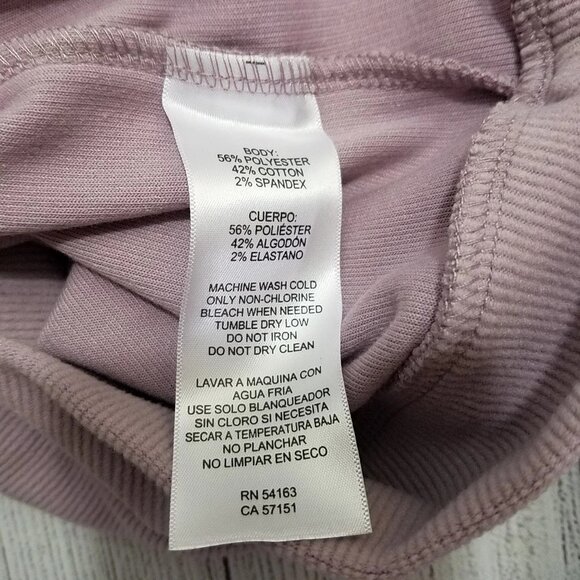 BODY:
56% POLYESTER
42% COTTON
2% SPANDEX
CUERPO:
56% POLIÉSTER
42% ALGODÓN
2% ELASTANO
MACHINE WASH COLD
ONLY NON-CHLORINE
BLEACH WHEN NEEDED
TUMBLE DRY LOW
DO NOT IRON
DO NOT DRY CLEAN
LAVAR A MAQUINA CON
AGUA FRIA
USE SOLO BLANQUEADOR
SIN CLORO SI NECESITA
SECAR A TEMPERATURA BAJA
NO PLANCHAR
NO LIMPIAR EN SECO
RN 54163
CA 57151